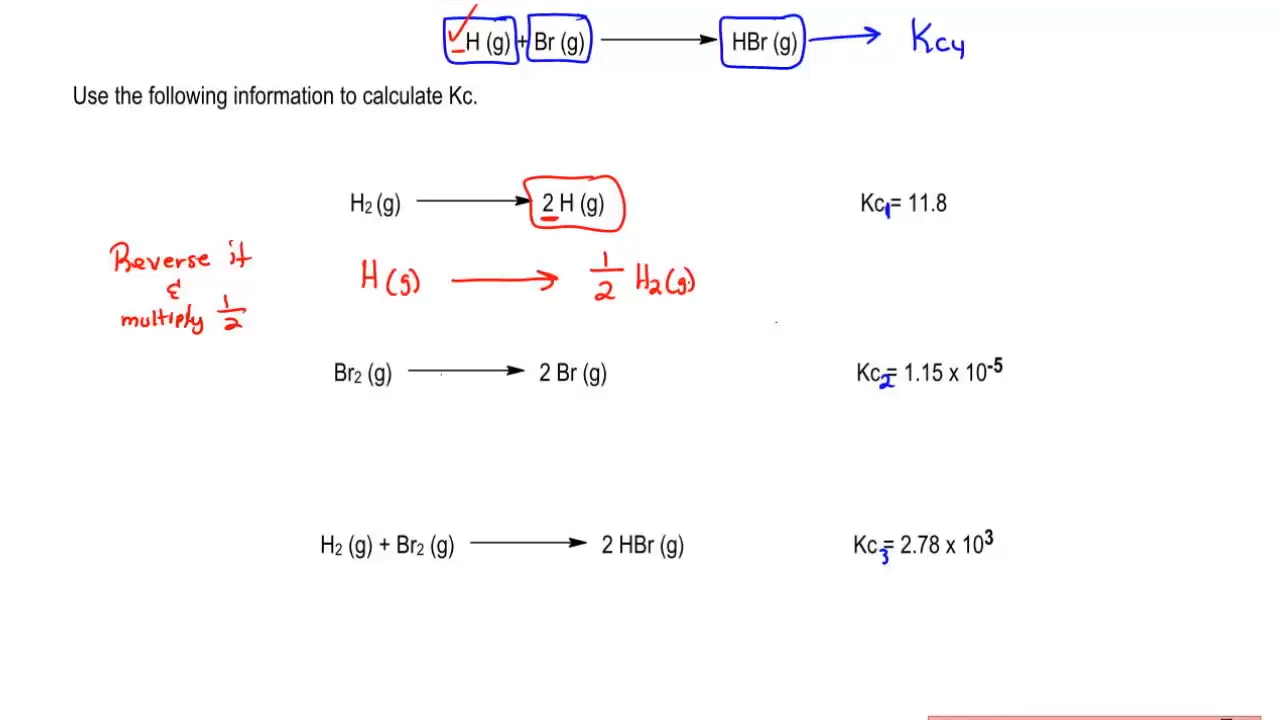 H (g) + Br (g) ⟶ HBr (g) → Kc4
Use the following information to calculate Kc.
H2 (g) ⟶ 2 H (g) Kc1 = 11.8
Reverse it
&
multiply 1/2
H(g) ⟶ 1/2 H2(g)
Br2 (g) ⟶ 2 Br (g) Kc2 = 1.15 x 10^-5
H2 (g) + Br2 (g) ⟶ 2 HBr (g) Kc3 = 2.78 x 10^3